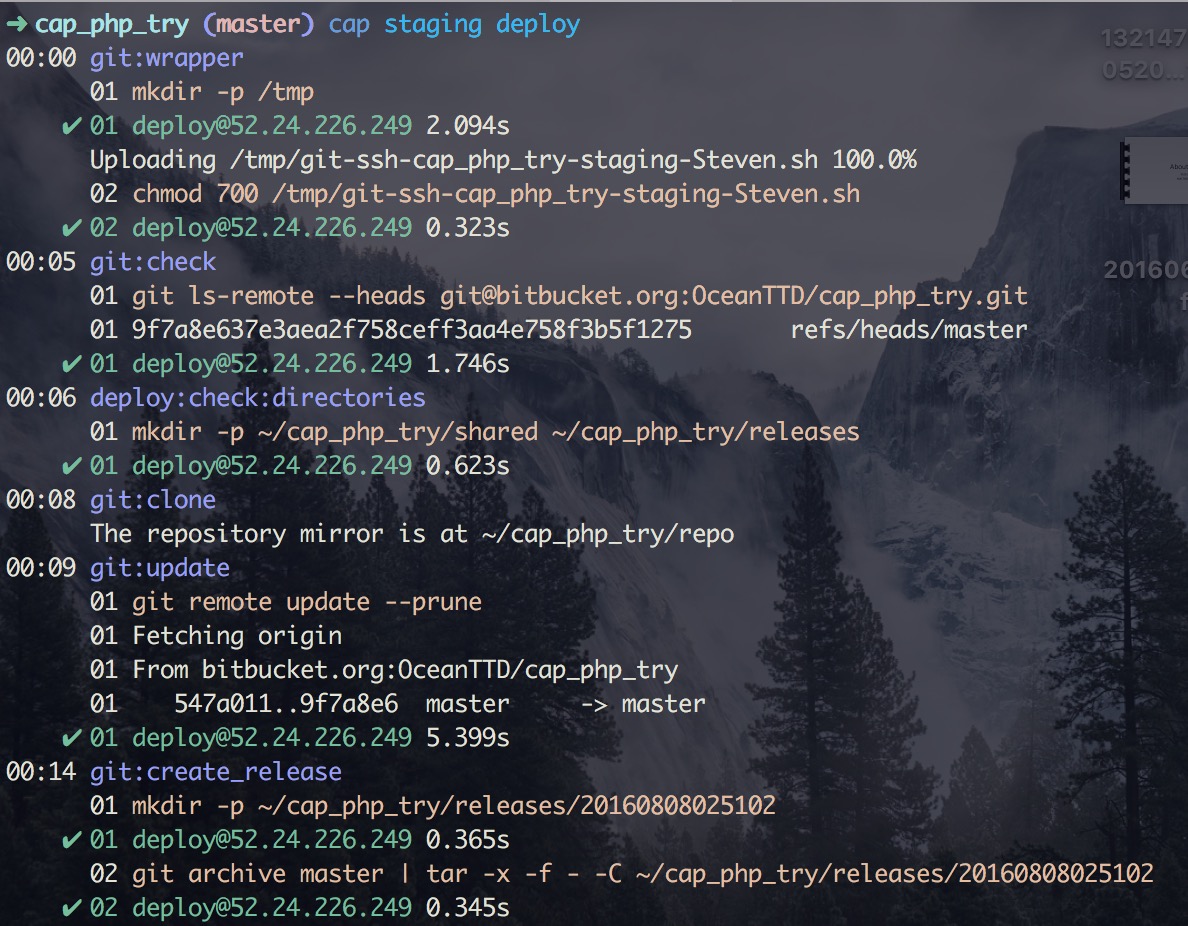 ➜ cap_php_try (master) cap staging deploy
00:00 git:wrapper
01 mkdir -p /tmp
✔ 01 deploy@52.24.226.249 2.094s
Uploading /tmp/git-ssh-cap_php_try-staging-Steven.sh 100.0%
02 chmod 700 /tmp/git-ssh-cap_php_try-staging-Steven.sh
✔ 02 deploy@52.24.226.249 0.323s
00:05 git:check
01 git ls-remote --heads git@bitbucket.org:OceanTTD/cap_php_try.git
01 9f7a8e637e3aea2f758ceff3aa4e758f3b5f1275 refs/heads/master
✔ 01 deploy@52.24.226.249 1.746s
00:06 deploy:check:directories
01 mkdir -p ~/cap_php_try/shared ~/cap_php_try/releases
✔ 01 deploy@52.24.226.249 0.623s
00:08 git:clone
The repository mirror is at ~/cap_php_try/repo
00:09 git:update
01 git remote update --prune
01 Fetching origin
01 From bitbucket.org:OceanTTD/cap_php_try
01 547a011..9f7a8e6 master -> master
✔ 01 deploy@52.24.226.249 5.399s
00:14 git:create_release
01 mkdir -p ~/cap_php_try/releases/20160808025102
✔ 01 deploy@52.24.226.249 0.365s
02 git archive master | tar -x -f - -C ~/cap_php_try/releases/20160808025102
✔ 02 deploy@52.24.226.249 0.345s
132147
0520...